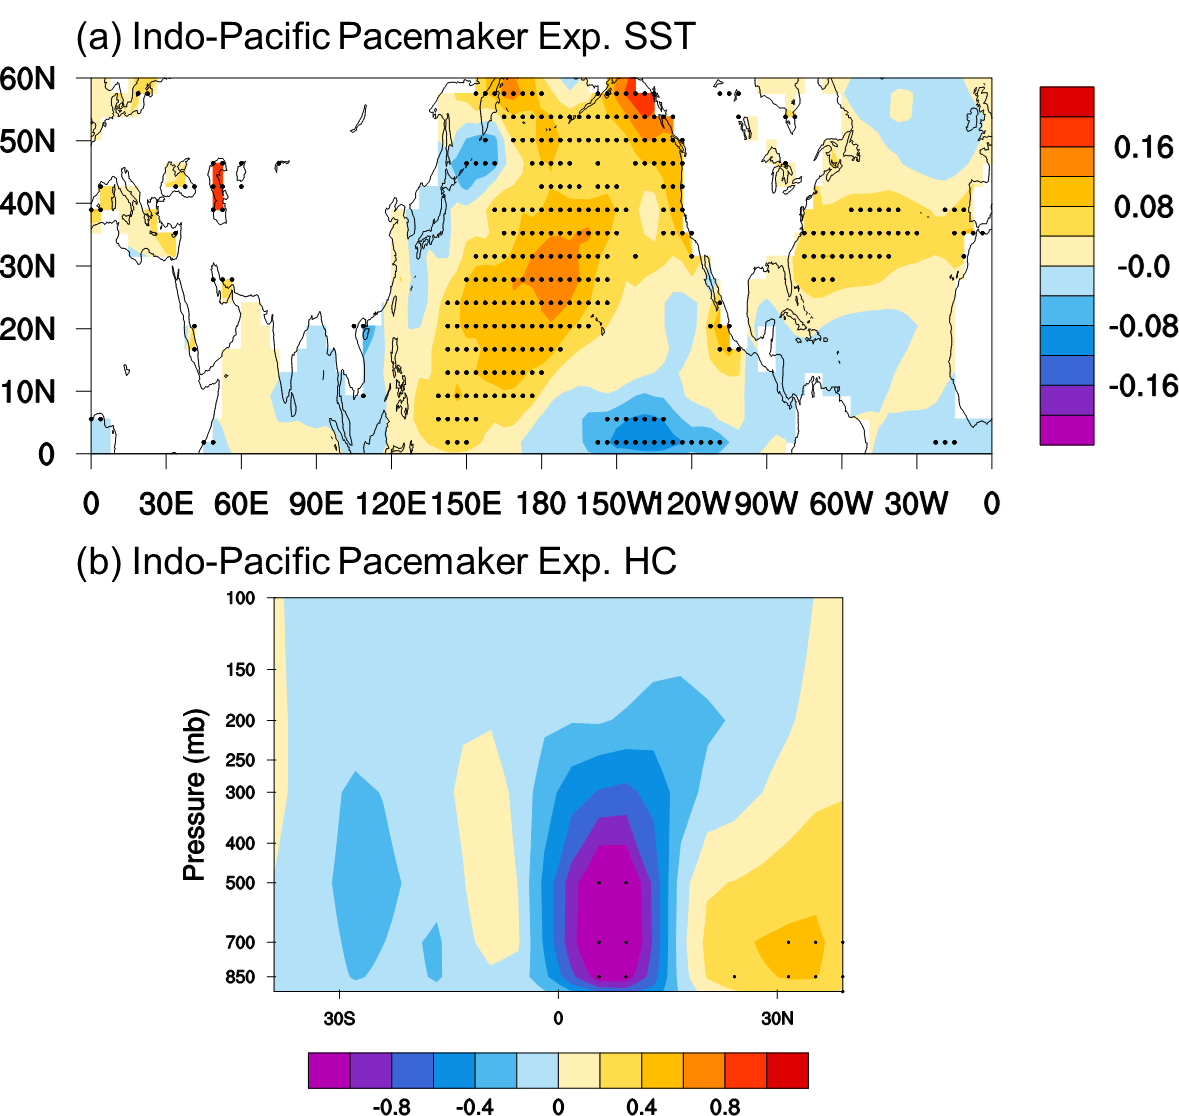 (a) Indo-Pacific Pacemaker Exp. SST
60N
50N
40N
30N
20N
10N
0
0 30E 60E 90E 120E 150E 180 150W 120W 90W 60W 30W 0
0.16
0.08
-0.0
-0.08
-0.16
(b) Indo-Pacific Pacemaker Exp. HC
Pressure (mb)
100
150
200
250
300
400
500
700
850
30S 0 30N
-0.8 -0.4 0 0.4 0.8